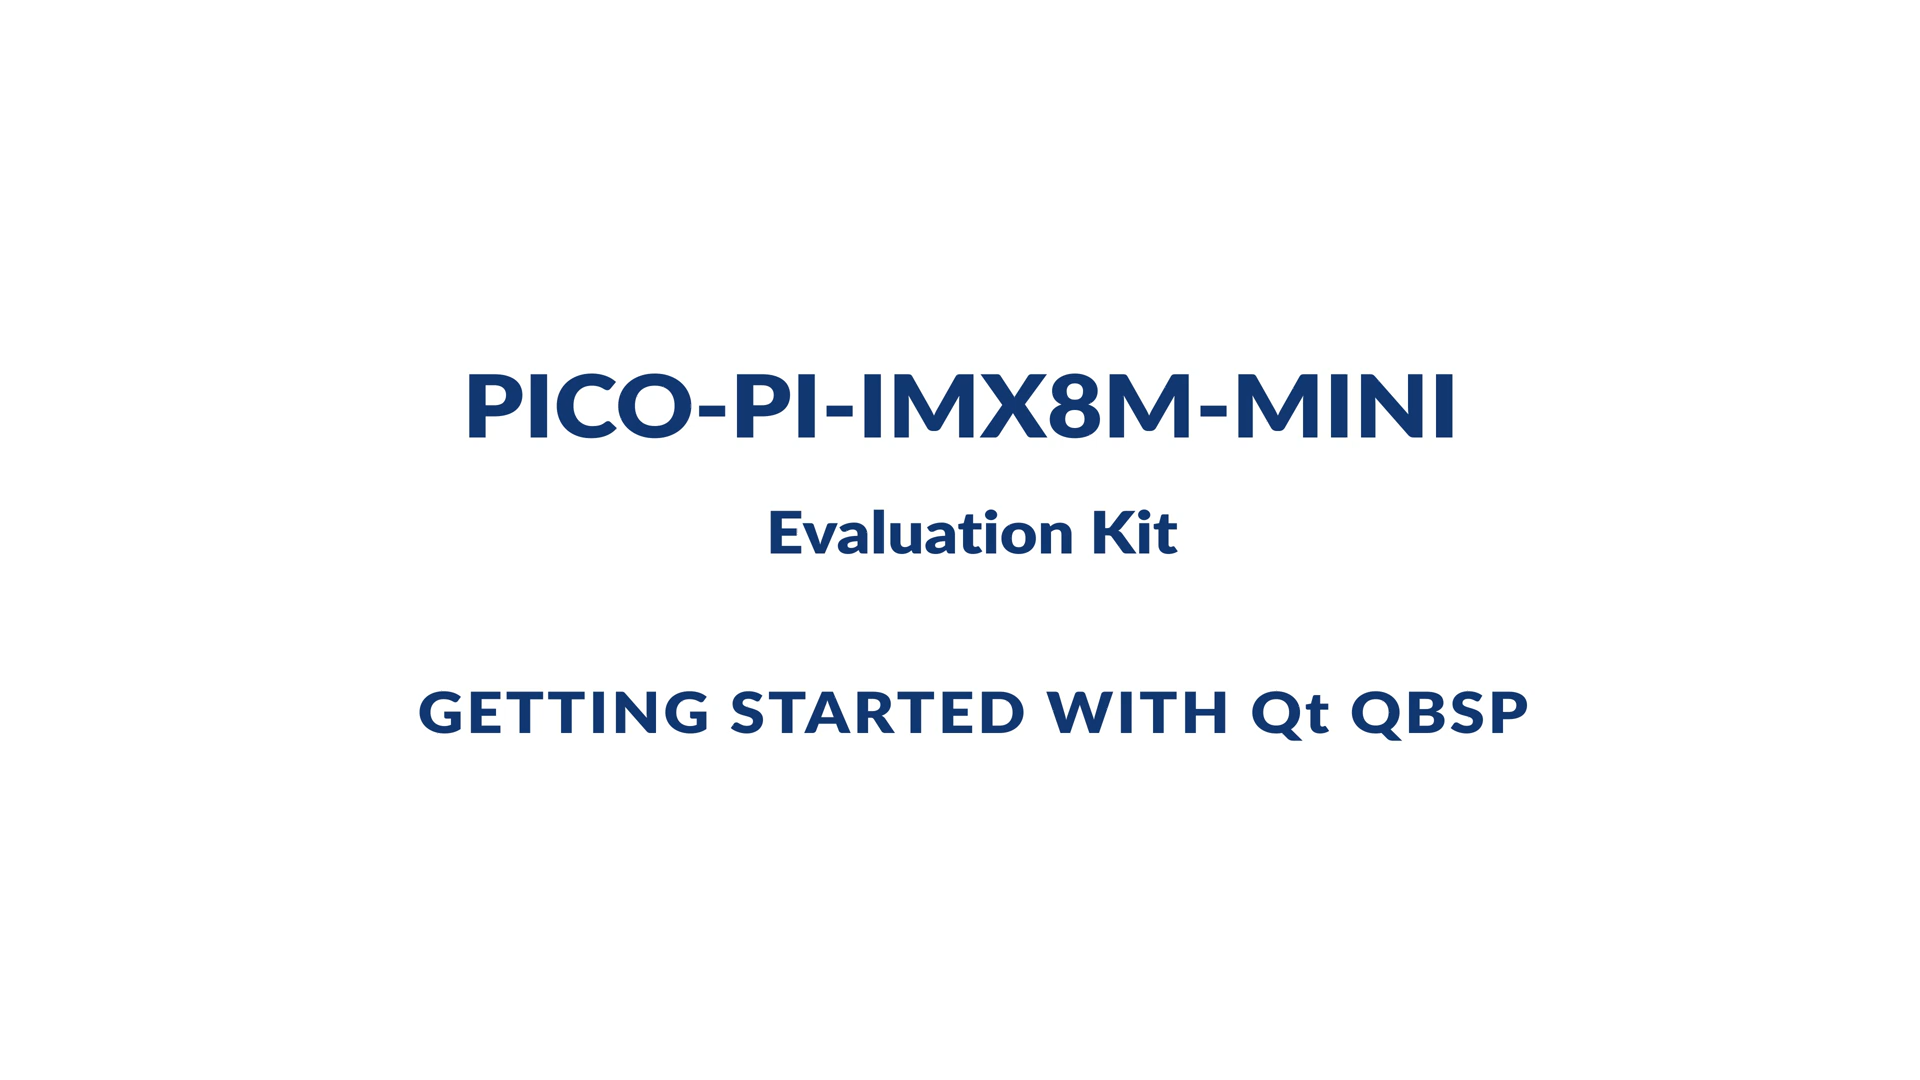 PICO-PI-IMX8M-MINI
Evaluation Kit
GETTING STARTED WITH Qt QBSP